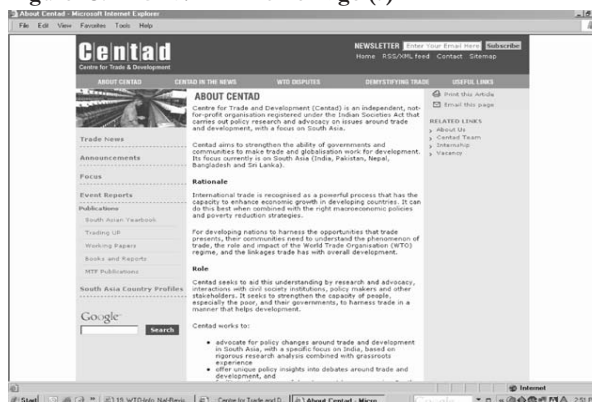 About Centad - Microsoft Internet Explorer
File Edit View Favorites Tools Help
Centad
Centre for Trade & Development
NEWSLETTER Enter Your Email Here Subscribe
Home RSS/XML feed Contact Sitemap
ABOUT CENTAD CENTAD IN THE NEWS WTO DISPUTES DEMYSTIFYING TRADE USEFUL LINKS
Trade News
Announcements
Focus
Event Reports
Publications
South Asian Yearbook
Trading UP
Working Papers
Books and Reports
MTF Publications
South Asia Country Profiles
Google
Search
ABOUT CENTAD
Centre for Trade and Development (Centad) is an independent, not-
for-profit organisation registered under the Indian Societies Act that
carries out policy research and advocacy on issues around trade
and development, with a focus on South Asia.
Centad aims to strengthen the ability of governments and
communities to make trade and globalisation work for development.
Its focus currently is on South Asia (India, Pakistan, Nepal,
Bangladesh and Sri Lanka).
Rationale
International trade is recognised as a powerful process that has the
capacity to enhance economic growth in developing countries. It can
do this best when combined with the right macroeconomic policies
and poverty reduction strategies.
For developing nations to harness the opportunities that trade
presents, their communities need to understand the phenomenon of
trade, the role and impact of the World Trade Organisation (WTO)
regime, and the linkages trade has with overall development.
Role
Centad seeks to aid this understanding by research and advocacy,
interactions with civil society institutions, policy makers and other
stakeholders. It seeks to strengthen the capacity of people,
especially the poor, and their governments, to harness trade in a
manner that helps development.
Centad works to:
advocate for policy changes around trade and development
in South Asia, with a specific focus on India, based on
rigorous research analysis combined with grassroots
experience
offer unique policy insights into debates around trade and
development, and
Print this Article
Email this page
RELATED LINKS
About Us
Centad Team
Internship
Vacancy
Internet
Start
About Centad - Micro...
2:51 P